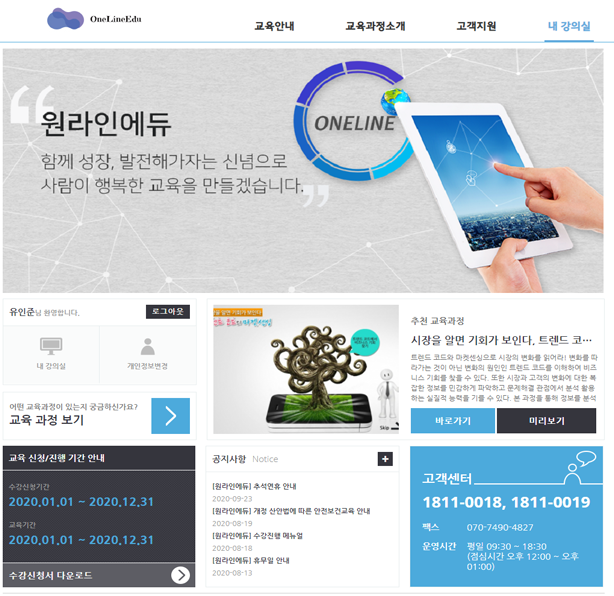 OneLineEdu
교육안내 교육과정소개 고객지원 내 강의실
원라인에듀
함께 성장, 발전해가자는 신념으로
사람이 행복한 교육을 만들겠습니다.
ONELINE
유인준님 환영합니다.
로그아웃
내 강의실
개인정보변경
어떤 교육과정이 있는지 궁금하신가요?
교육 과정 보기
Skip
추천 교육과정
시장을 알면 기회가 보인다, 트렌드 코…
트렌드 코드와 마켓센싱으로 시장의 변화를 읽어라! 변화를 따
라가는 것이 아닌 변화의 원인인 트렌드 코드를 이해하여 비즈
니스 기회를 찾을 수 있다. 또한 시장과 고객의 변화에 대한 복
잡한 정보를 민감하게 파악하고 문제해결 관점에서 분석 활용
하는 실질적 능력을 기를 수 있다. 본 과정을 통해 정보를 분석
바로가기
미리보기
교육 신청/진행 기간 안내
수강신청기간
2020.01.01 ~ 2020.12.31
교육기간
2020.01.01 ~ 2020.12.31
수강신청서 다운로드
공지사항 Notice
[원라인에듀] 추석연휴 안내
2020-09-23
[원라인에듀] 개정 산안법에 따른 안전보건교육 안내
2020-08-19
[원라인에듀] 수강진행 메뉴얼
2020-08-18
[원라인에듀] 휴무일 안내
2020-08-13
고객센터
1811-0018, 1811-0019
팩스 070-7490-4827
운영시간 평일 09:30 ~ 18:30
(점심시간 오후 12:00 ~ 오후
01:00)